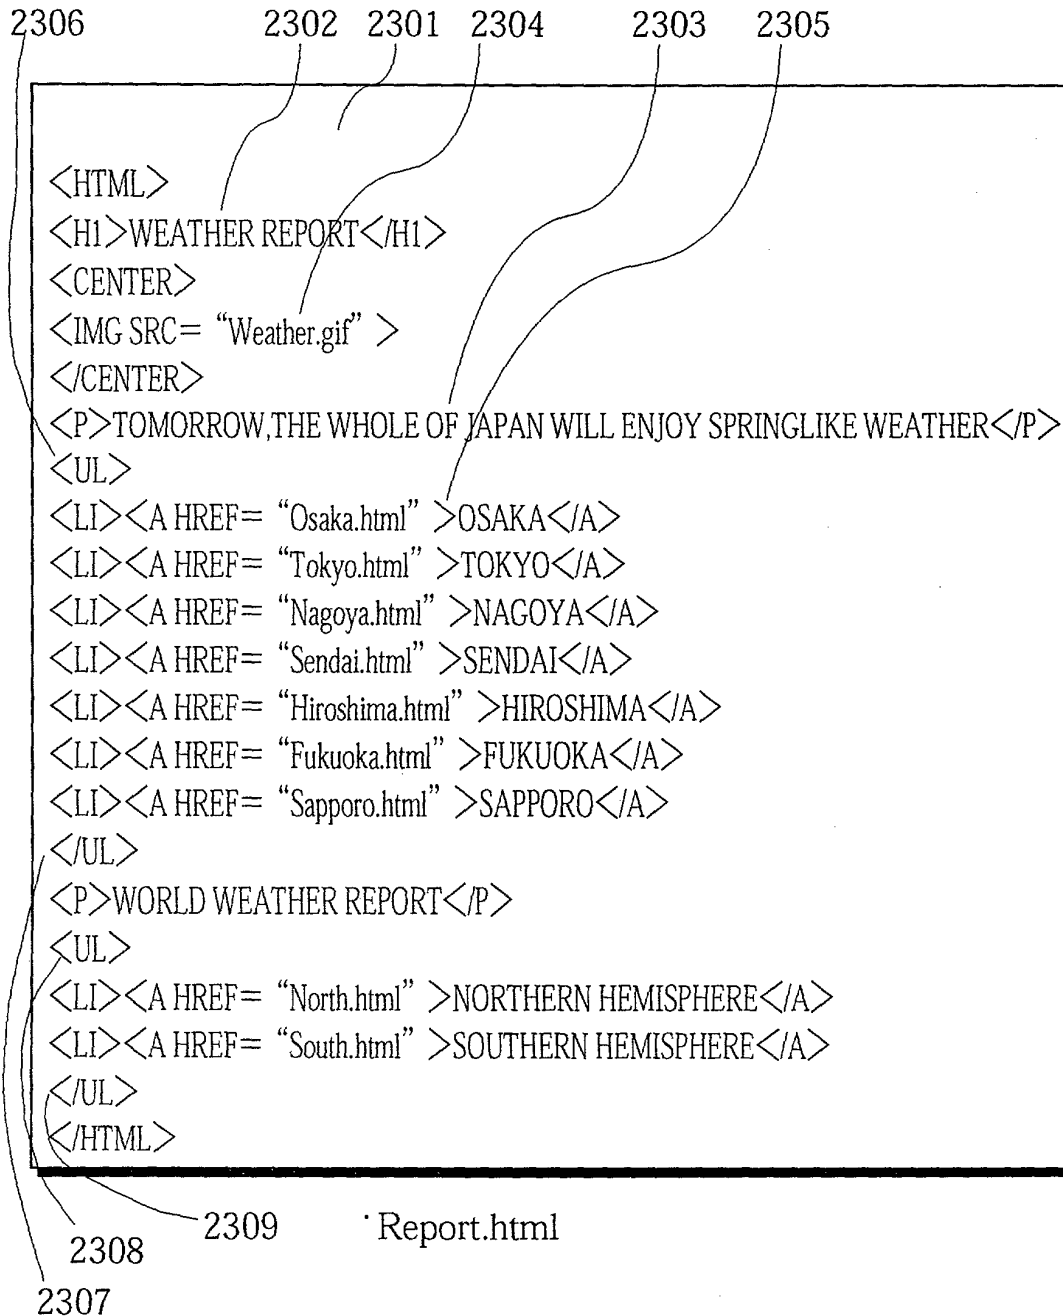 2306 2302 2301 2304 2303 2305
<HTML>
<H1>WEATHER REPORT</H1>
<CENTER>
<IMG SRC= “Weather.gif” >
</CENTER>
<P>TOMORROW,THE WHOLE OF JAPAN WILL ENJOY SPRINGLIKE WEATHER</P>
<UL>
<LI><A HREF= “Osaka.html” >OSAKA</A>
<LI><A HREF= “Tokyo.html” >TOKYO</A>
<LI><A HREF= “Nagoya.html” >NAGOYA</A>
<LI><A HREF= “Sendai.html” >SENDAI</A>
<LI><A HREF= “Hiroshima.html” >HIROSHIMA</A>
<LI><A HREF= “Fukuoka.html” >FUKUOKA</A>
<LI><A HREF= “Sapporo.html” >SAPPORO</A>
</UL>
<P>WORLD WEATHER REPORT</P>
<UL>
<LI><A HREF= “North.html” >NORTHERN HEMISPHERE</A>
<LI><A HREF= “South.html” >SOUTHERN HEMISPHERE</A>
</UL>
</HTML>
2309 Report.html
2308
2307